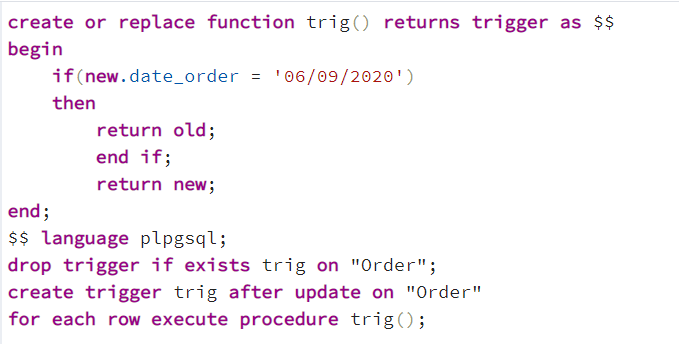 create or replace function trig() returns trigger as $$
begin
if(new.date_order = '06/09/2020')
then
return old;
end if;
return new;
end;
$$ language plpgsql;
drop trigger if exists trig on "Order";
create trigger trig after update on "Order"
for each row execute procedure trig();